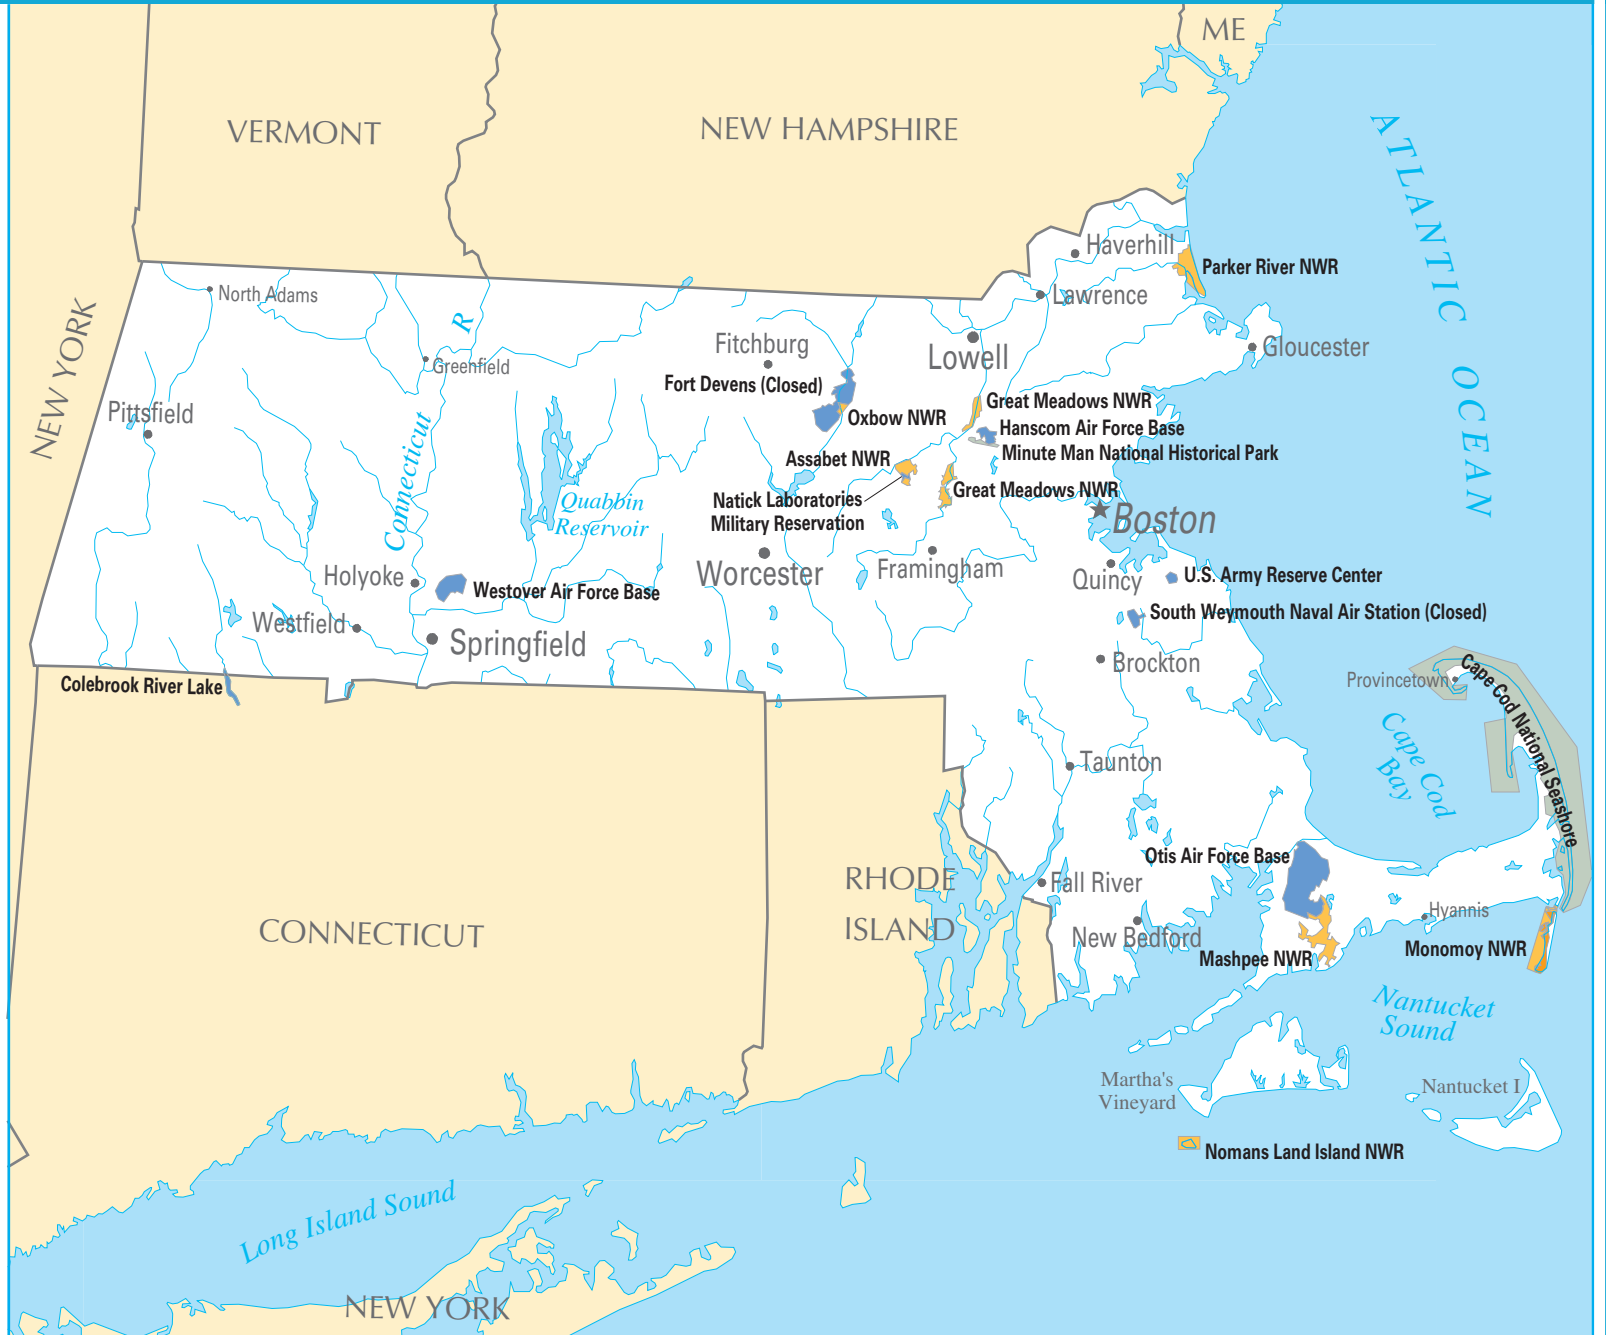 ME
VERMONT
NEW HAMPSHIRE
ATLANTIC OCEAN
Haverhill
Parker River NWR
North Adams
Lawrence
NEW YORK
R
Fitchburg
Lowell
Gloucester
Greenfield
Fort Devens (Closed)
Pittsfield
Great Meadows NWR
Oxbow NWR
Hanscom Air Force Base
Minute Man National Historical Park
Connecticut
Assabet NWR
Great Meadows NWR
Quabbin
Reservoir
Natick Laboratories
Military Reservation
Boston
Holyoke
Worcester
Framingham
Quincy
U.S. Army Reserve Center
Westover Air Force Base
South Weymouth Naval Air Station (Closed)
Westfield
Springfield
Brockton
Provincetown
Cape Cod National Seashore
Colebrook River Lake
Cape Cod
Bay
Taunton
Otis Air Force Base
RHODE
ISLAND
Fall River
Hyannis
CONNECTICUT
New Bedford
Mashpee NWR
Monomoy NWR
Nantucket
Sound
Martha's
Vineyard
Nantucket I
Nomans Land Island NWR
Long Island Sound
NEW YORK